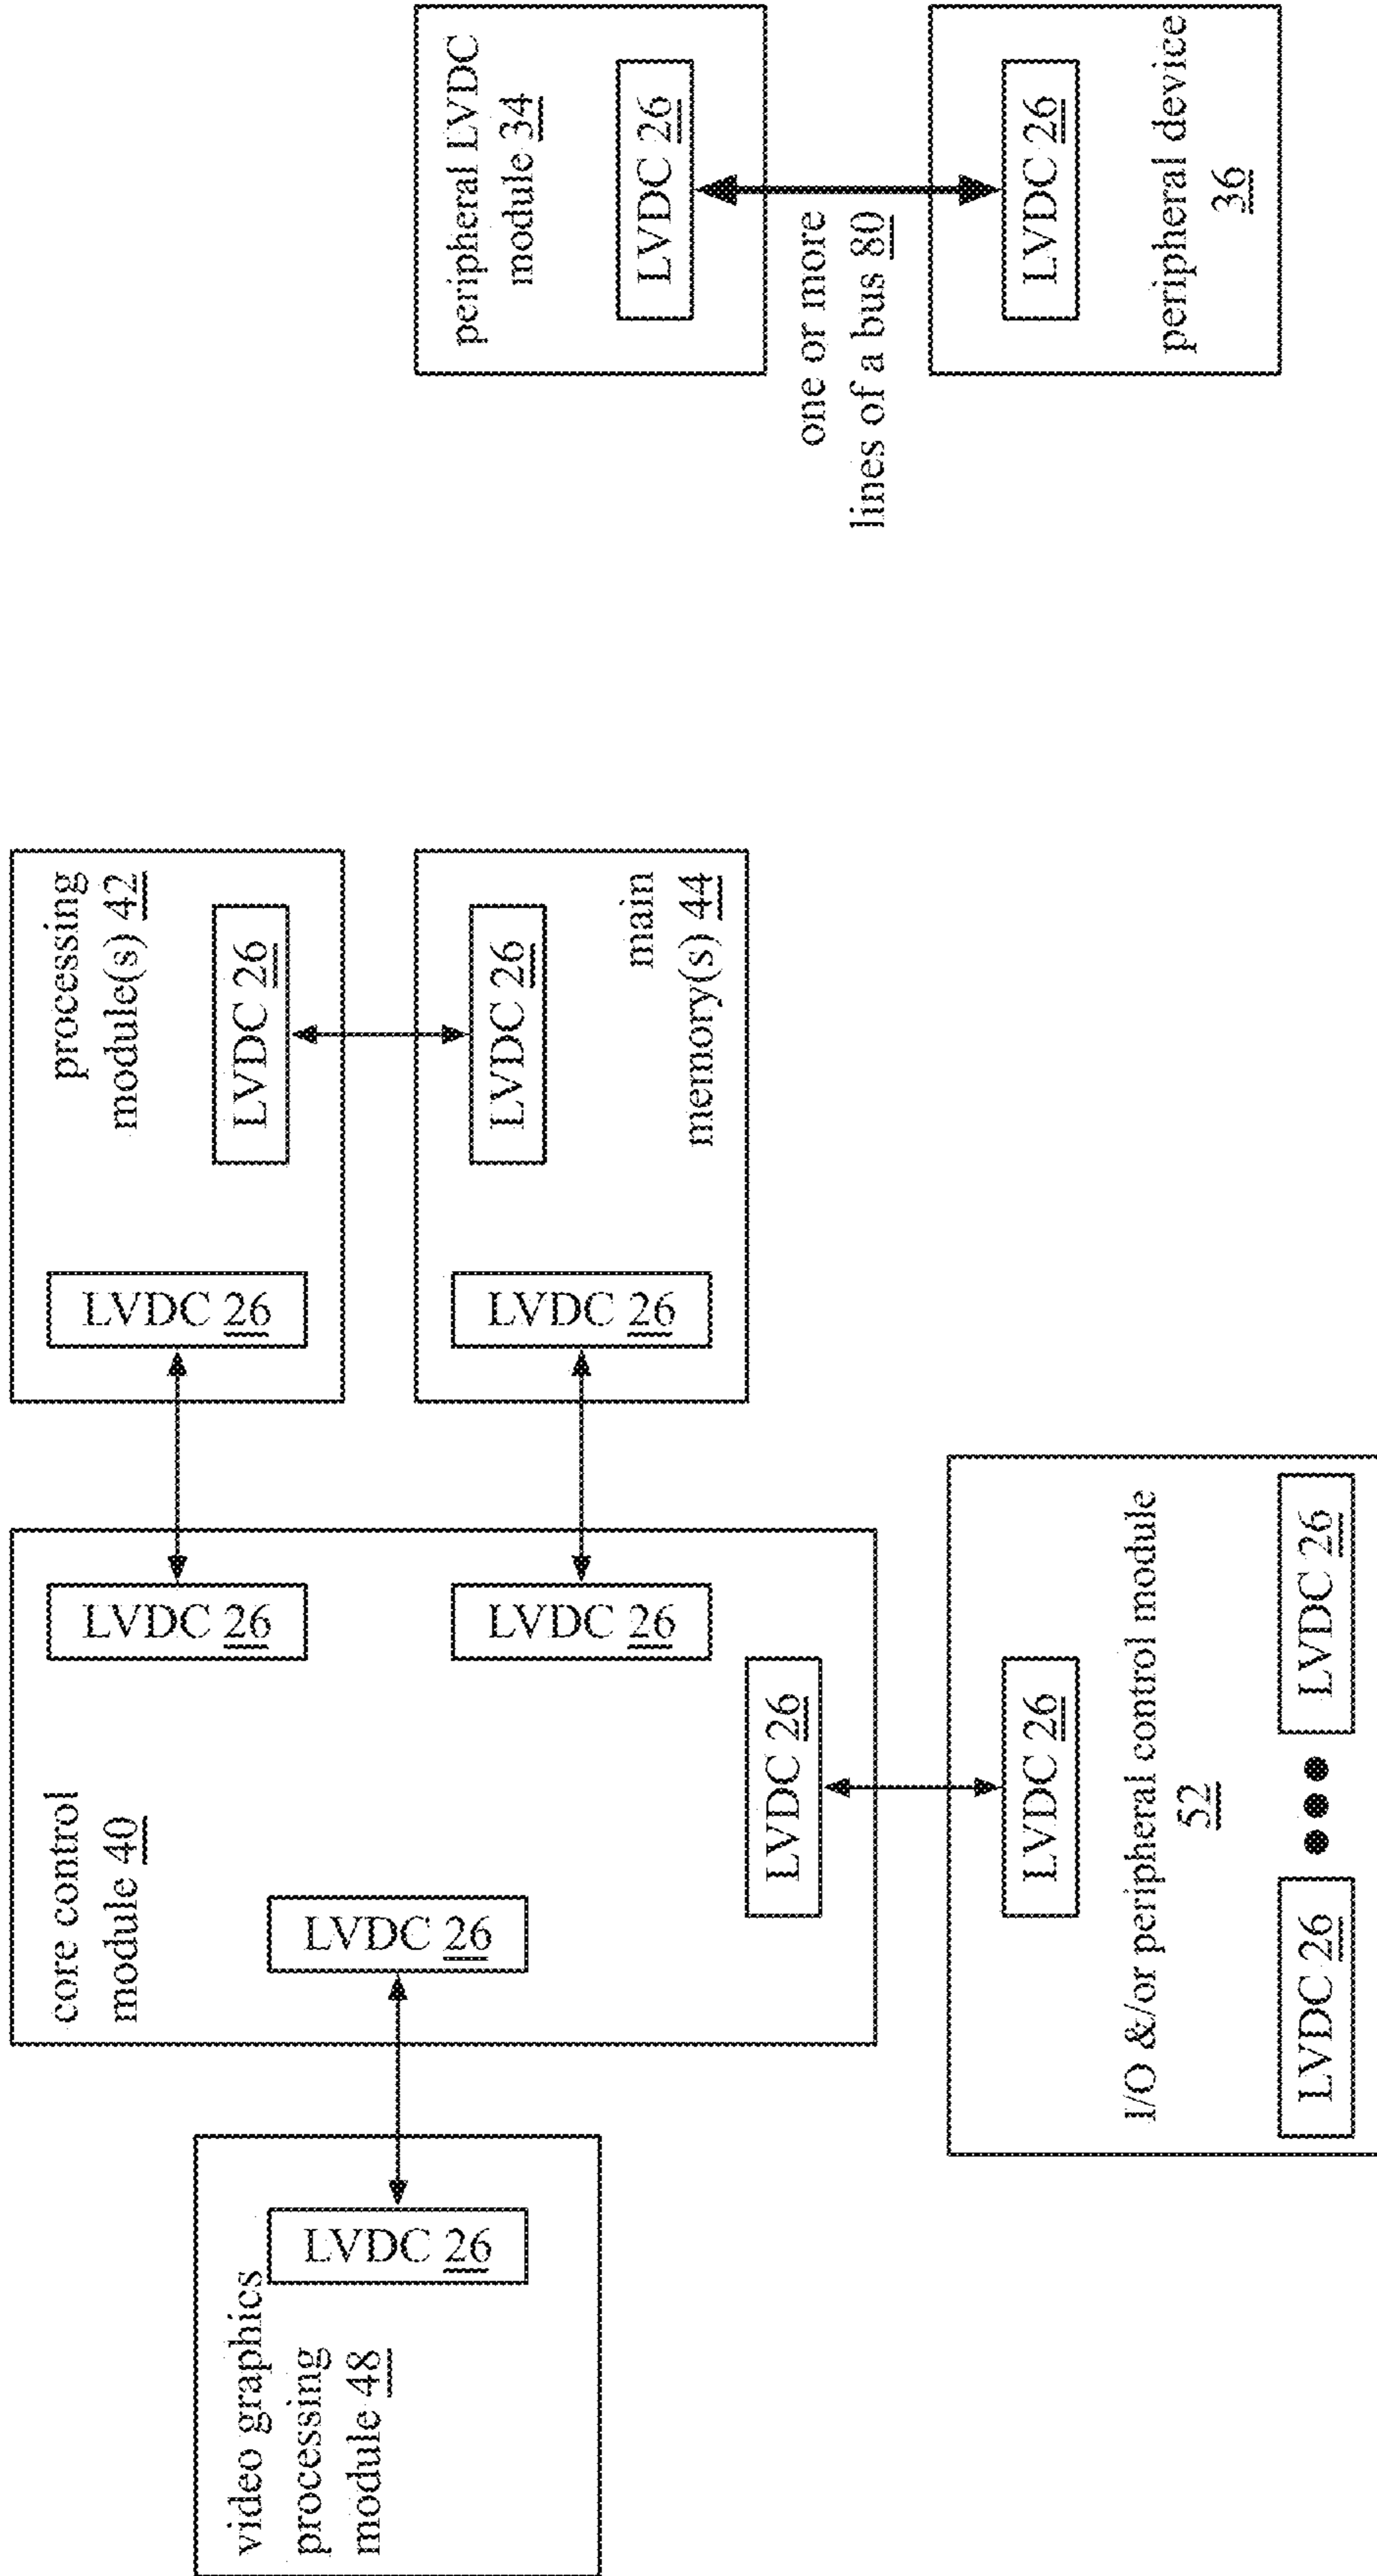 video graphics
processing
module 48
LVDC 26
core control
module 40
LVDC 26
LVDC 26
LVDC 26
LVDC 26
processing
module(s) 42
LVDC 26
LVDC 26
LVDC 26
LVDC 26
main
memory(s) 44
LVDC 26
I/O &/or peripheral control module
52
LVDC 26
LVDC 26
peripheral LVDC
module 34
LVDC 26
one or more
lines of a bus 80
LVDC 26
peripheral device
36